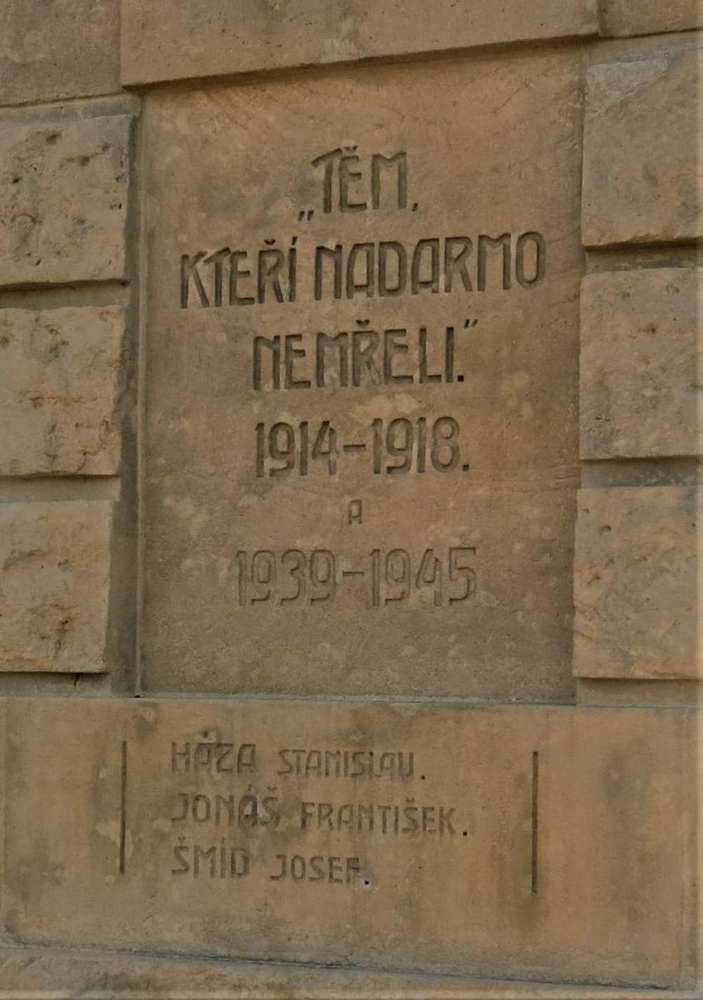 „TĚM,
KTEŘÍ NADARMO
NEMŘELI."
1914-1918.
A
1939-1945
HÁZA STANISLAV.
JONÁŠ FRANTIŠEK.
ŠMÍD JOSEF.